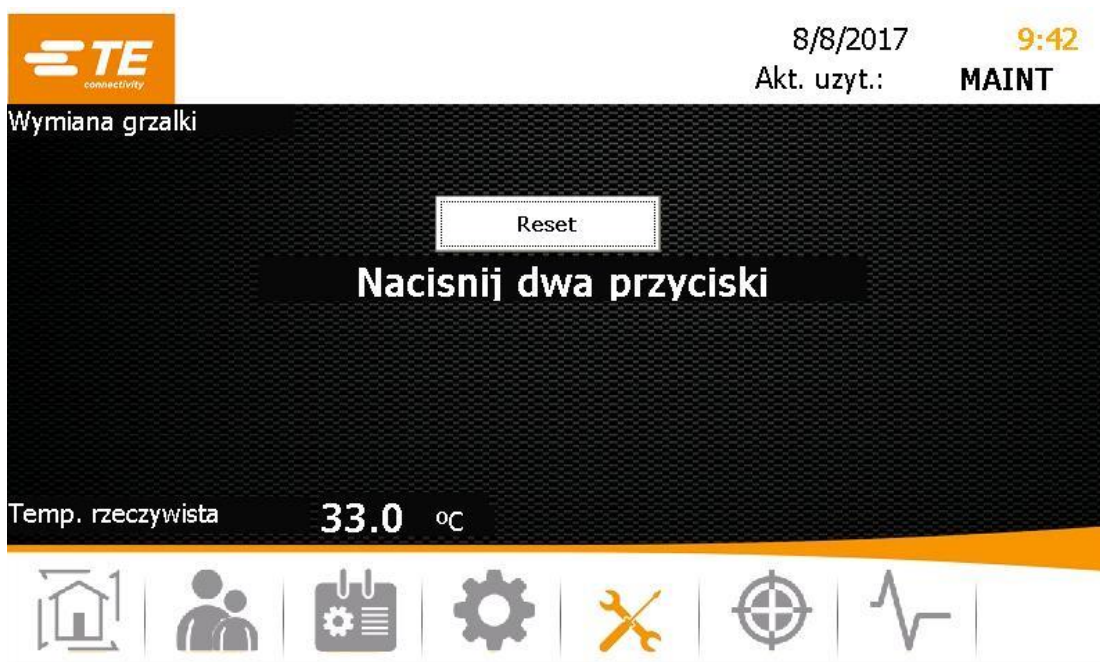 TE
connectivity
8/8/2017 9:42
Akt. uzyt.: MAINT
Wymiana grzalki
Reset
Nacisnij dwa przyciski
Temp. rzeczywista 33.0 ºC